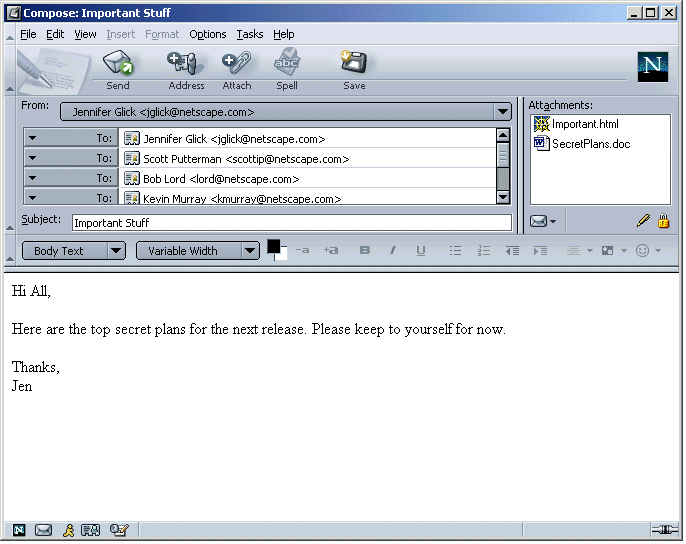 Compose: Important Stuff
File Edit View Insert Format Options Tasks Help
Send Address Attach abc Spell Save N
From: Jennifer Glick <jglick@netscape.com>
Attachments:
To: Jennifer Glick <jglick@netscape.com>
To: Scott Putterman <scottip@netscape.com>
To: Bob Lord <lord@netscape.com>
To: Kevin Murray <kmurray@netscape.com>
Important.html
SecretPlans.doc
Subject: Important Stuff
Body Text Variable Width -a +a B I U
Hi All,
Here are the top secret plans for the next release. Please keep to yourself for now.
Thanks,
Jen